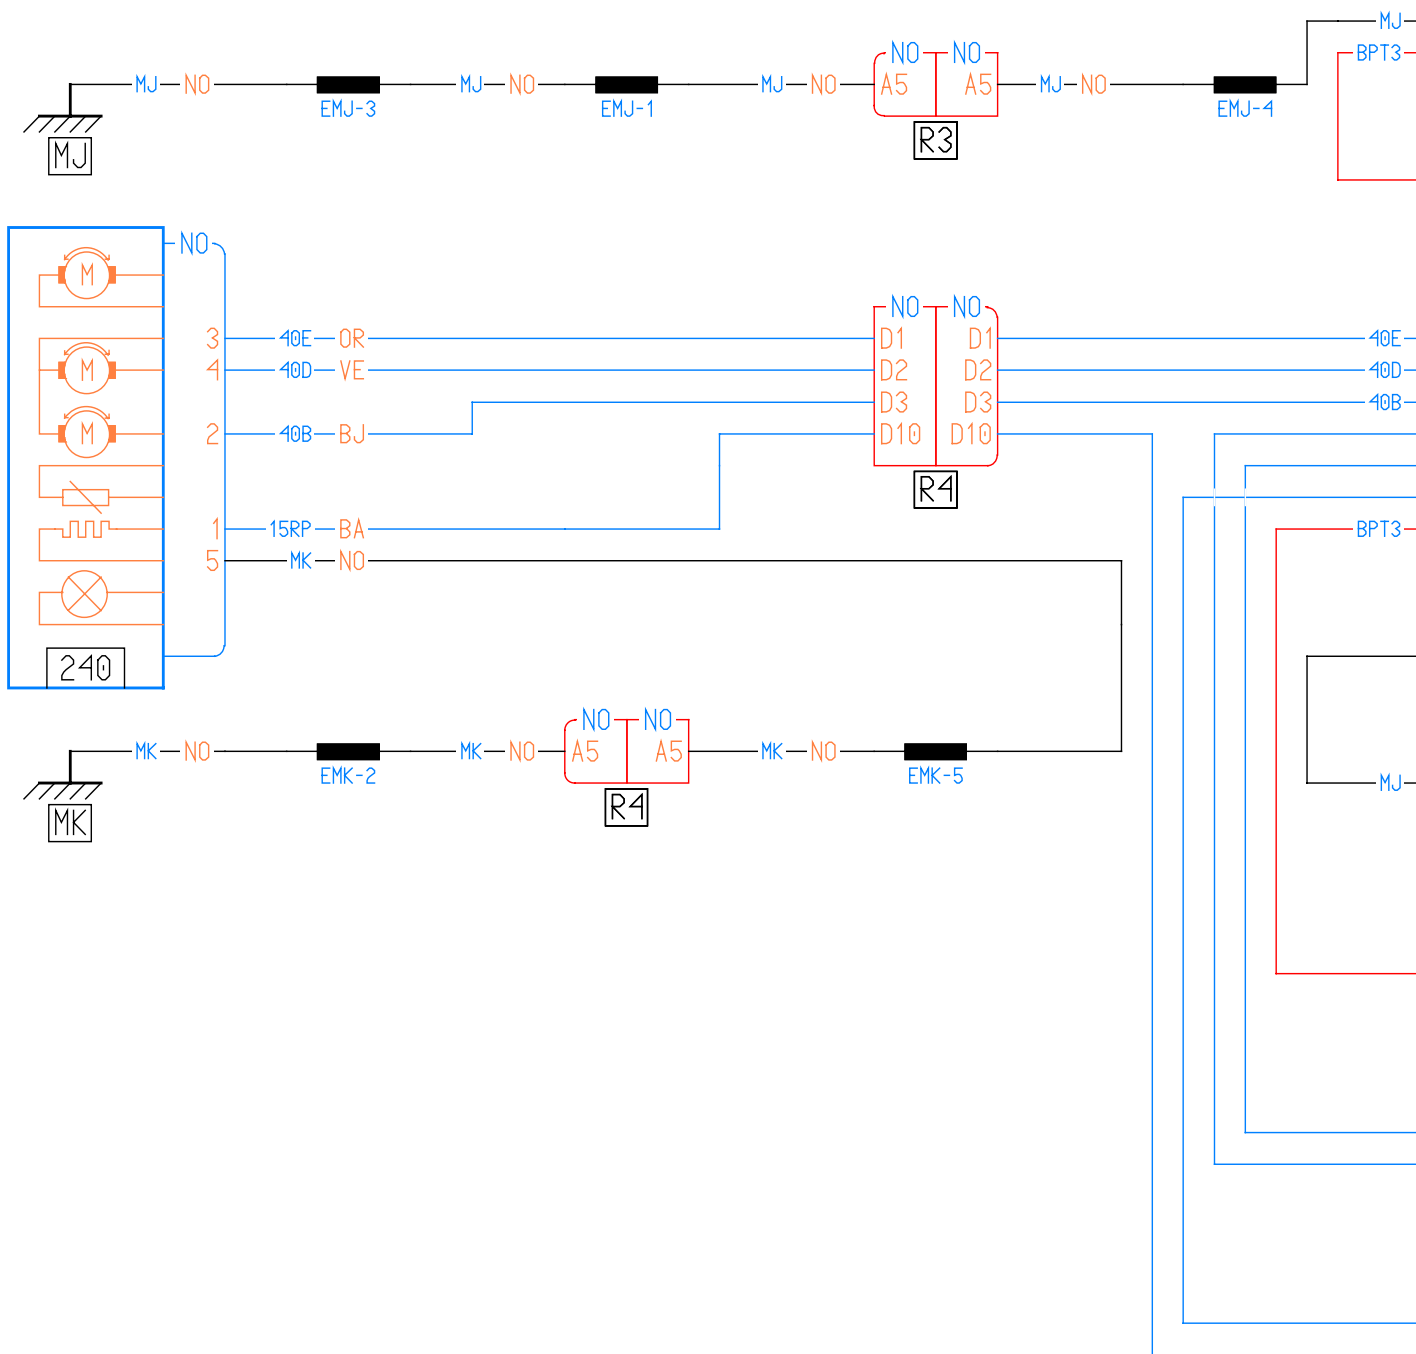 MJ
BPT3
NO NO
MJ NO MJ NO MJ NO A5 A5 MJ NO
EMJ-3 EMJ-1 EMJ-4
R3
MJ
NO
M
NO NO
3 40E OR D1 D1 40E
M 4 40D VE D2 D2 40D
D3 D3 40B
M 2 40B BJ D10 D10
R4
1 15RP BA BPT3
5 MK NO
240
NO NO
MK NO MK NO A5 A5 MK NO
EMK-2 EMK-5
MJ
R4
MK